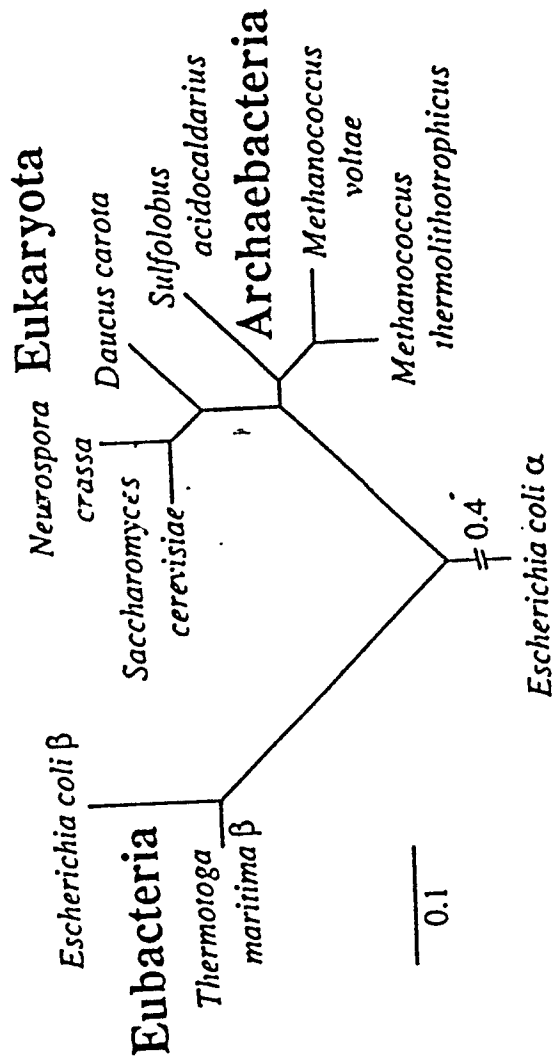 Eukaryota
Neurospora
crassa
Daucus carota
Saccharomyces
cerevisiae
Sulfolobus
acidocaldarius
Archaebacteria
Methanococcus
voltae
Methanococcus
thermolithotrophicus
Escherichia coli β
Eubacteria
Thermotoga
maritima β
0.4
Escherichia coli α
0.1